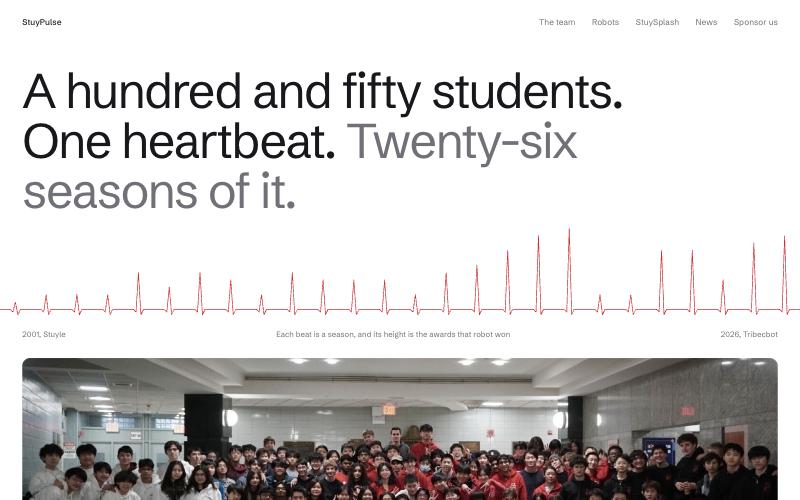 StuyPulse
The team
Robots
StuySplash
News
Sponsor us
A hundred and fifty students.
One heartbeat. Twenty-six
seasons of it.
2001, Stuyle
Each beat is a season, and its height is the awards that robot won
2026, Tribecbot
EXIT